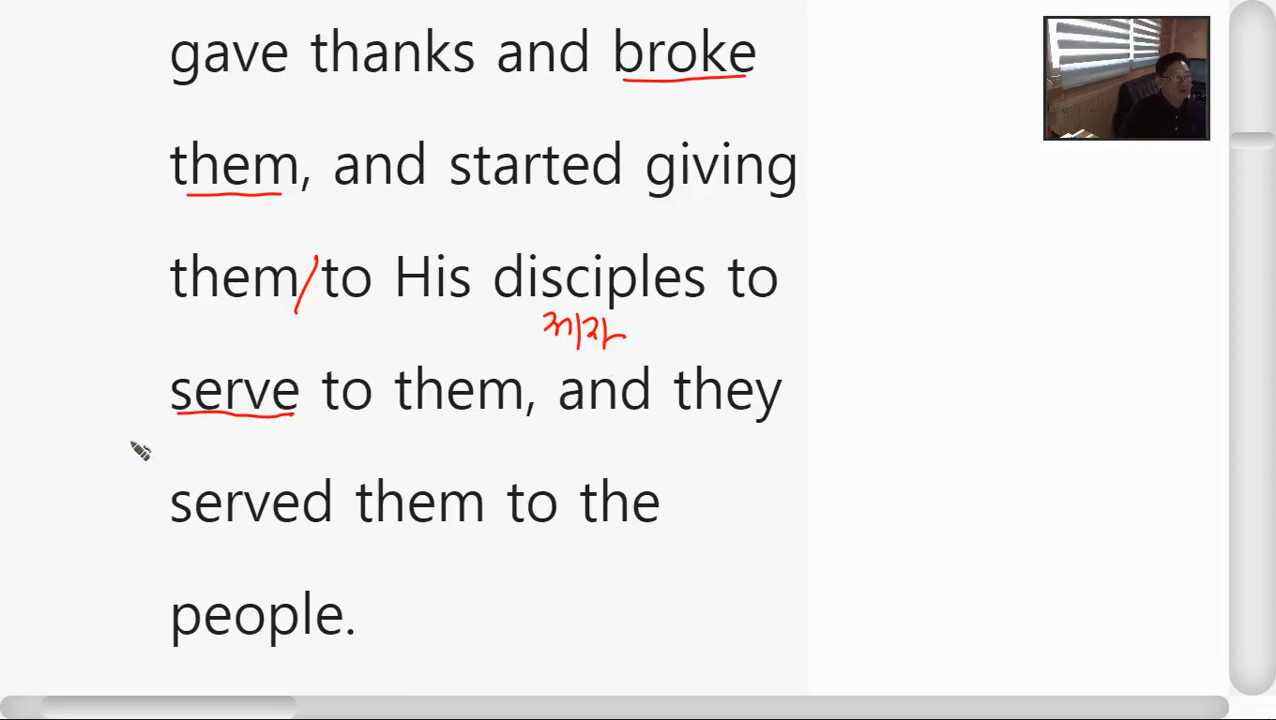 gave thanks and broke
them, and started giving
them/to His disciples to
제자
serve to them, and they
served them to the
people.